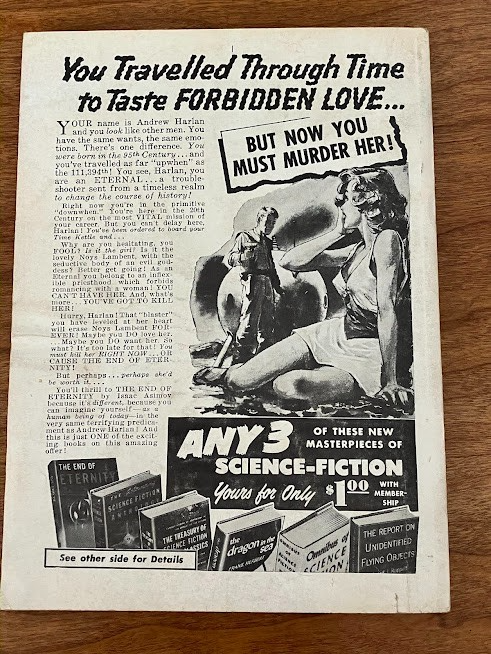 You Travelled Through Time
to Taste FORBIDDEN LOVE...
YOUR name is Andrew Harlan
and you look like other men. You
have the same wants, the same emo-
tions. There's one difference. You
were born in the 95th Century...and
you've travelled as far "upwhen" as
the 111,394th! You see, Harlan, you
are an ETERNAL...a trouble-
shooter sent from a timeless realm
to change the course of history!
Right now you're in the primitive
"downwhen." You're here in the 20th
Century on the most VITAL mission of
your career. But you can't delay here,
Harlan! You've been ordered to board your
Time Kettle and...
Why are you hesitating, you
FOOL? Is it the girl? Is it the
lovely Noys Lambent, with the
seductive body of an evil god-
dess? Better get going! As an
Eternal you belong to an inflex-
ible priesthood which forbids
romancing with a woman! YOU
CAN'T HAVE HER. And, what's
more...YOU'VE GOT TO KILL
HER!
Hurry, Harlan! That "blaster"
you have leveled at her heart
will erase Noys Lambent FOR-
EVER! Maybe you DO love her.
...Maybe you DO want her. So
what? It's too late for that! You
must kill her RIGHT NOW...OR
CAUSE THE END OF ETER-
NITY!
But perhaps...perhaps she'd
be worth it....
You'll thrill to THE END OF
ETERNITY by Isaac Asimov
because it's different, because you
can imagine yourself—as a
human being of today—in the
very same terrifying predica-
ment as Andrew Harlan! And
this is just ONE of the excit-
ing books on this amazing
offer!
BUT NOW YOU
MUST MURDER HER!
ANY 3
OF THESE NEW
MASTERPIECES OF
SCIENCE-FICTION
Yours for Only
$1.00
WITH
MEMBER-
SHIP
THE END OF
ETERNITY
THE
SCIENCE-FICTION
THE TREASURY OF
SCIENCE FICTION
CLASSICS
the
dragon in the
sea
FRANK HERBERT
Omnibus of
SCIENCE
THE REPORT ON
UNIDENTIFIED
FLYING OBJECTS
See other side for Details